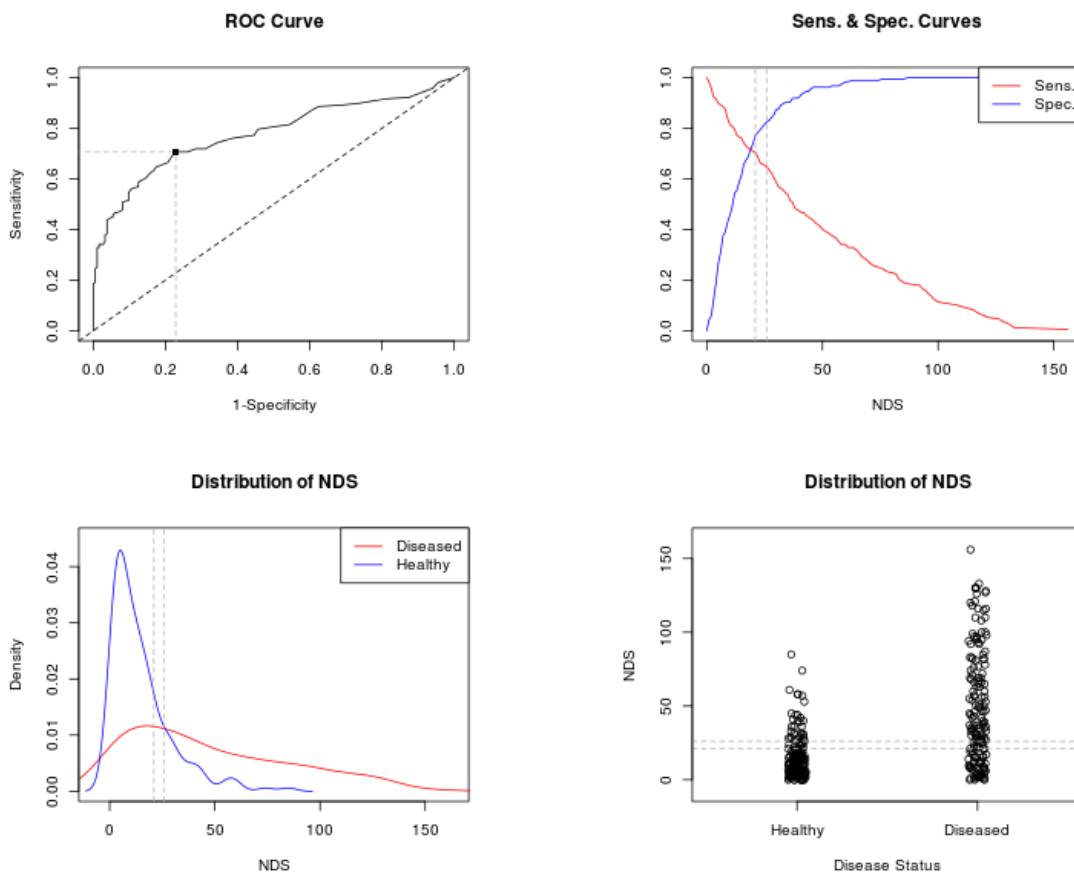 ROC Curve
Sensitivity
0.0 0.2 0.4 0.6 0.8 1.0
0.0 0.2 0.4 0.6 0.8 1.0
1-Specificity
Sens. & Spec. Curves
Sens.
Spec.
0.0 0.2 0.4 0.6 0.8 1.0
0 50 100 150
NDS
Distribution of NDS
Diseased
Healthy
Density
0.00 0.01 0.02 0.03 0.04
0 50 100 150
NDS
Distribution of NDS
NDS
0 50 100 150
Healthy Diseased
Disease Status